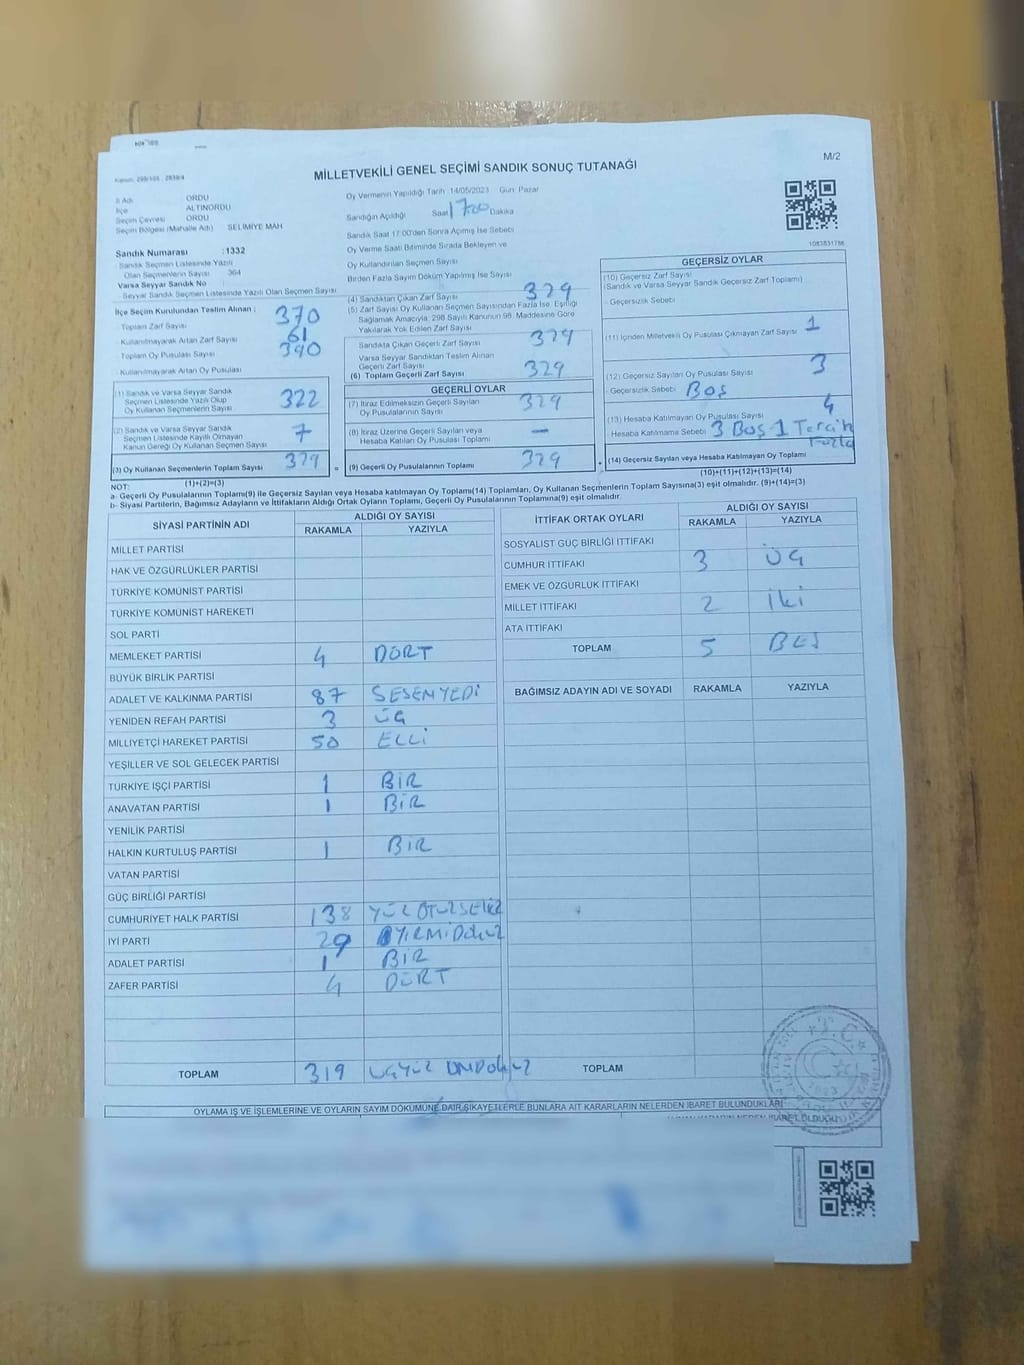 MİLLETVEKİLİ GENEL SEÇİMİ SANDIK SONUÇ TUTANAĞI
M/2
İl Adı ORDU
İlçe ALTINORDU
Seçim Çevresi ORDU
Seçim Bölgesi (Mahalle Adı) SELİMİYE MAH
Sandık Numarası :1332
Sandık Seçmen Listesinde Yazılı
Olan Seçmenlerin Sayısı 364
Varsa Seyyar Sandık No
Seyyar Sandık Seçmen Listesinde Yazılı Olan Seçmen Sayısı
İlçe Seçim Kurulundan Teslim Alınan :
Toplam Zarf Sayısı 370
Kullanılmayarak Artan Zarf Sayısı 61
Toplam Oy Pusulası Sayısı 390
Kullanılmayarak Artan Oy Pusulası
(1) Sandık ve Varsa Seyyar Sandık
Seçmen Listesinde Yazılı Olup
Oy Kullanan Seçmenlerin Sayısı 322
(2) Sandık ve Varsa Seyyar Sandık
Seçmen Listesinde Kayıtlı Olmayan
Kanun Gereği Oy Kullanan Seçmen Sayısı 7
(3) Oy Kullanan Seçmenlerin Toplam Sayısı 329
(1)+(2)=(3)
Oy Vermenin Yapıldığı Tarih 14/05/2023 Gün: Pazar
Sandığın Açıldığı Saat 17:00 Dakika
Sandık Saat 17:00'den Sonra Açılmış İse Sebebi
Oy Verme Saati Bitiminde Sırada Bekleyen ve
Oy Kullandırılan Seçmen Sayısı
Birden Fazla Sayım Döküm Yapılmış İse Sayısı
(4) Sandıktan Çıkan Zarf Sayısı 329
(5) Zarf Sayısı Oy Kullanan Seçmen Sayısından Fazla İse, Eşitliği
Sağlamak Amacıyla, 298 Sayılı Kanunun 98. Maddesine Göre
Yakılarak Yok Edilen Zarf Sayısı
Sandıkta Çıkan Geçerli Zarf Sayısı 329
Varsa Seyyar Sandıktan Teslim Alınan
Geçerli Zarf Sayısı
(6) Toplam Geçerli Zarf Sayısı 329
GEÇERLİ OYLAR
(7) İtiraz Edilmeksizin Geçerli Sayılan
Oy Pusulalarının Sayısı 329
(8) İtiraz Üzerine Geçerli Sayılan veya
Hesaba Katılan Oy Pusulası Toplamı —
= (9) Geçerli Oy Pusulalarının Toplamı 329
1083831786
GEÇERSİZ OYLAR
(10) Geçersiz Zarf Sayısı
(Sandık ve Varsa Seyyar Sandık Geçersiz Zarf Toplamı)
Geçersizlik Sebebi
(11) İçinden Milletvekili Oy Pusulası Çıkmayan Zarf Sayısı 1
(12) Geçersiz Sayılan Oy Pusulası Sayısı 3
Geçersizlik Sebebi BOŞ
(13) Hesaba Katılmayan Oy Pusulası Sayısı 4
Hesaba Katılmama Sebebi 3 Boş 1 Tercih
Fazla
(14) Geçersiz Sayılan veya Hesaba Katılmayan Oy Toplamı
(10)+(11)+(12)+(13)=(14)
NOT:
a- Geçerli Oy Pusulaları Toplamı(9) ile Geçersiz Sayılan veya Hesaba katılmayan Oy Toplamı(14) Toplamları, Oy Kullanan Seçmenlerin Toplam Sayısına(3) eşit olmalıdır. (9)+(14)=(3)
b- Siyasi Partilerin, Bağımsız Adayların ve İttifakların Aldığı Ortak Oyların Toplamı, Geçerli Oy Pusulalarının Toplamına(9) eşit olmalıdır.
SİYASİ PARTİNİN ADI ALDIĞI OY SAYISI
RAKAMLA YAZIYLA
MİLLET PARTİSİ
HAK VE ÖZGÜRLÜKLER PARTİSİ
TÜRKİYE KOMÜNİST PARTİSİ
TÜRKİYE KOMÜNİST HAREKETİ
SOL PARTİ
MEMLEKET PARTİSİ 4 DÖRT
BÜYÜK BİRLİK PARTİSİ
ADALET VE KALKINMA PARTİSİ 87 SESENYEDİ
YENİDEN REFAH PARTİSİ 3 ÜÇ
MİLLİYETÇİ HAREKET PARTİSİ 50 ELLİ
YEŞİLLER VE SOL GELECEK PARTİSİ
TÜRKİYE İŞÇİ PARTİSİ 1 BİR
ANAVATAN PARTİSİ 1 BİR
YENİLİK PARTİSİ
HALKIN KURTULUŞ PARTİSİ 1 BİR
VATAN PARTİSİ
GÜÇ BİRLİĞİ PARTİSİ
CUMHURİYET HALK PARTİSİ 138
İYİ PARTİ 29 YİRMİDOKUZ
ADALET PARTİSİ 1 BİR
ZAFER PARTİSİ 4 DÖRT
TOPLAM 319 ÜÇYÜZ ONDOKUZ
İTTİFAK ORTAK OYLARI ALDIĞI OY SAYISI
RAKAMLA YAZIYLA
SOSYALİST GÜÇ BİRLİĞİ İTTİFAKI
CUMHUR İTTİFAKI 3 ÜÇ
EMEK VE ÖZGÜRLÜK İTTİFAKI
MİLLET İTTİFAKI 2 İki
ATA İTTİFAKI
TOPLAM 5 BEŞ
BAĞIMSIZ ADAYIN ADI VE SOYADI RAKAMLA YAZIYLA
TOPLAM
OYLAMA İŞ VE İŞLEMLERİNE VE OYLARIN SAYIM DÖKÜMÜNE DAİR ŞİKAYETLERLE BUNLARA AİT KARARLARIN NELERDEN İBARET BULUNDUKLARI
T.C.
2023